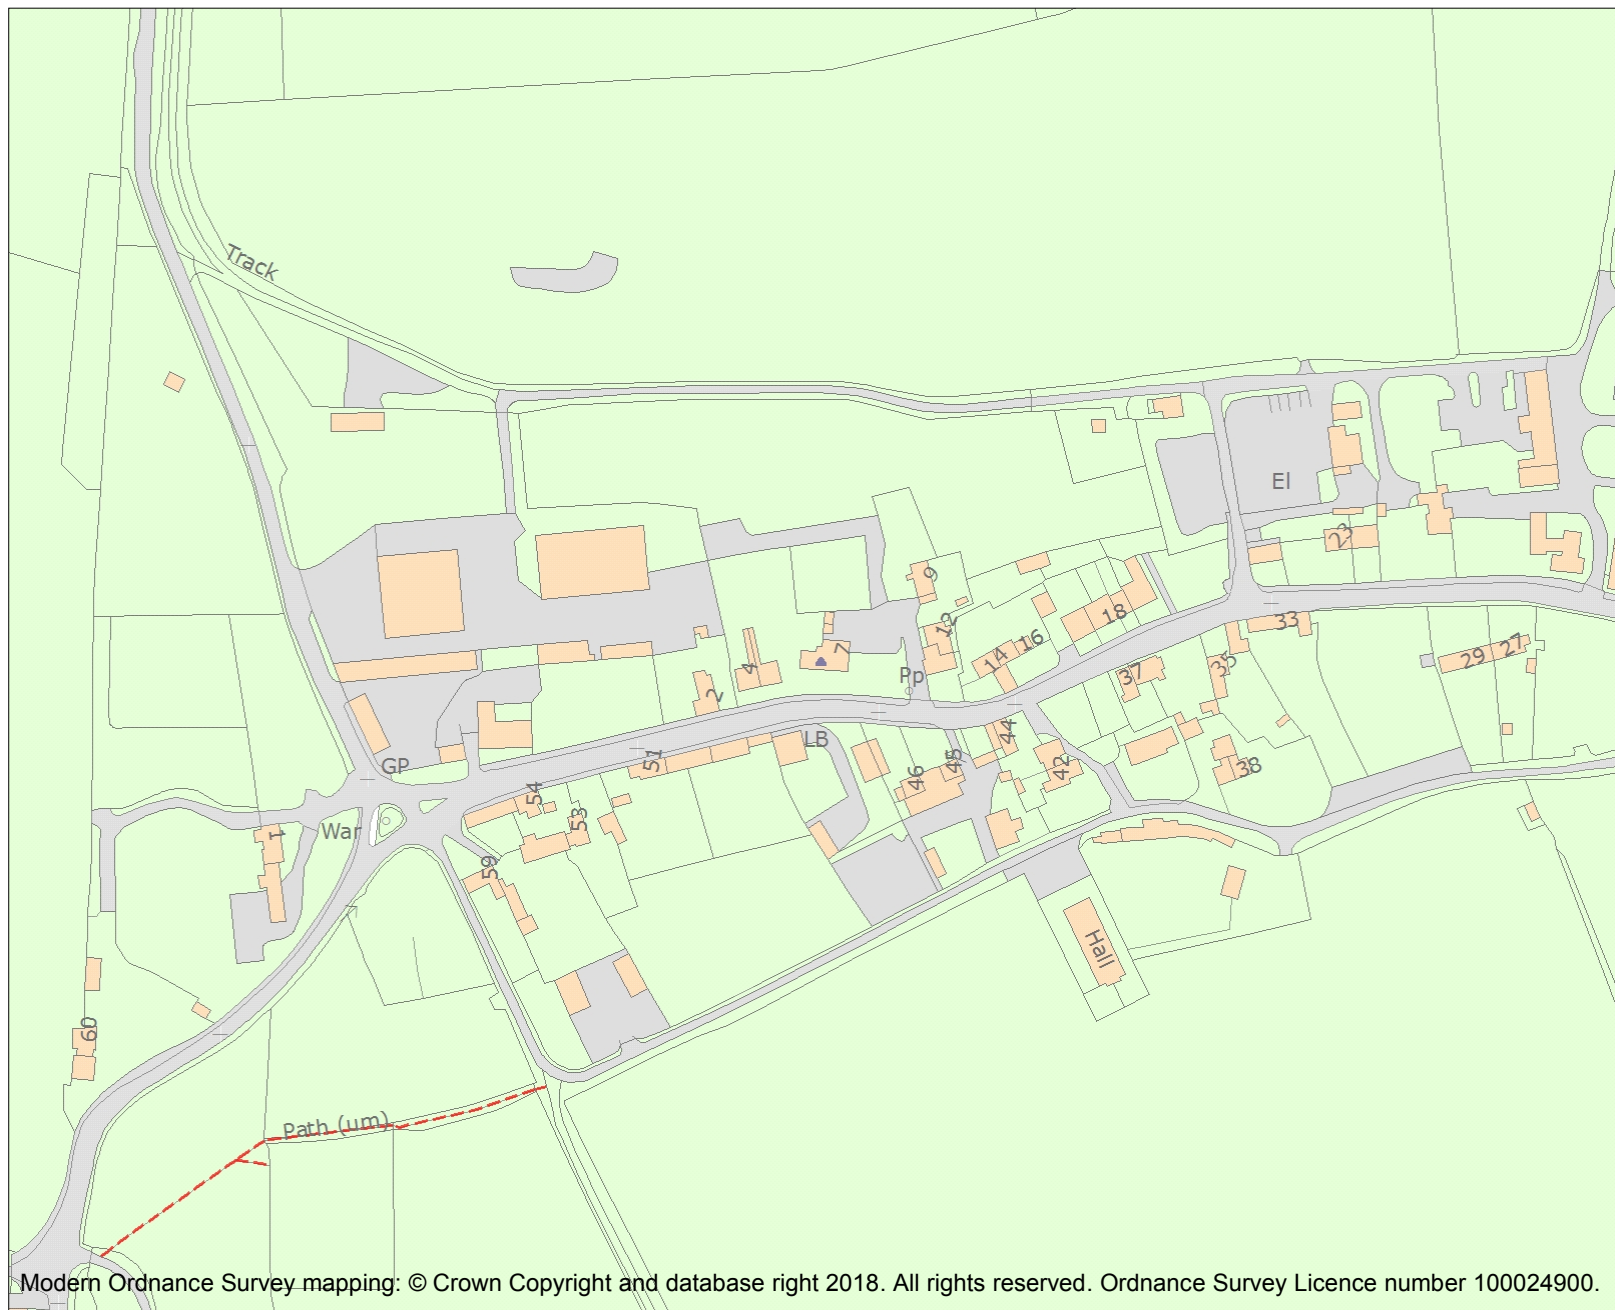 Track
El
23
9
12
18
16
14
33
35
37
29
27
7
4
2
Pp
LB
44
45
46
42
38
51
GP
54
53
War
1
59
Hall
60
Path (um)
Modern Ordnance Survey mapping: © Crown Copyright and database right 2018. All rights reserved. Ordnance Survey Licence number 100024900.